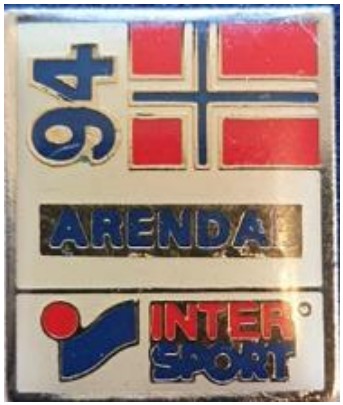 94
ARENDAL
INTER
SPORT